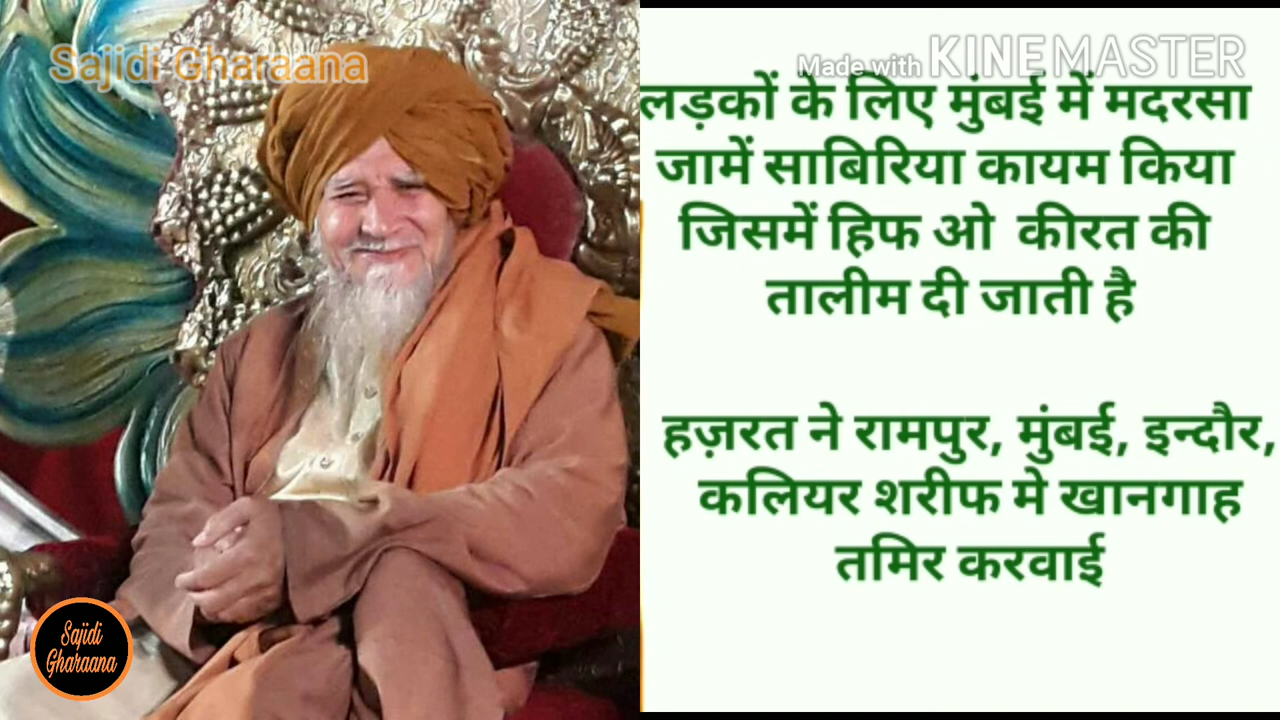 Sajidi Gharaana
Made with KINEMASTER
लड़कों के लिए मुंबई में मदरसा
जामें साबिरिया कायम किया
जिसमें हिफ ओ कीरत की
तालीम दी जाती है
हज़रत ने रामपुर, मुंबई, इन्दौर,
कलियर शरीफ मे खानगाह
तमिर करवाई
Sajidi
Gharaana